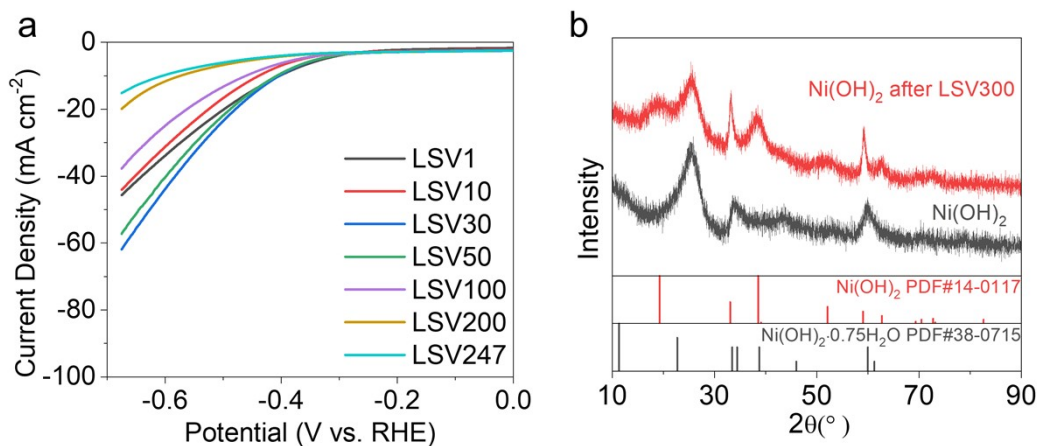 a
0
-20
-40
-60
-80
-100
Current Density (mA cm⁻²)
-0.6
-0.4
-0.2
0.0
Potential (V vs. RHE)
LSV1
LSV10
LSV30
LSV50
LSV100
LSV200
LSV247
b
Intensity
Ni(OH)₂ after LSV300
Ni(OH)₂
Ni(OH)₂ PDF#14-0117
Ni(OH)₂·0.75H₂O PDF#38-0715
10
30
50
70
90
2θ(°)